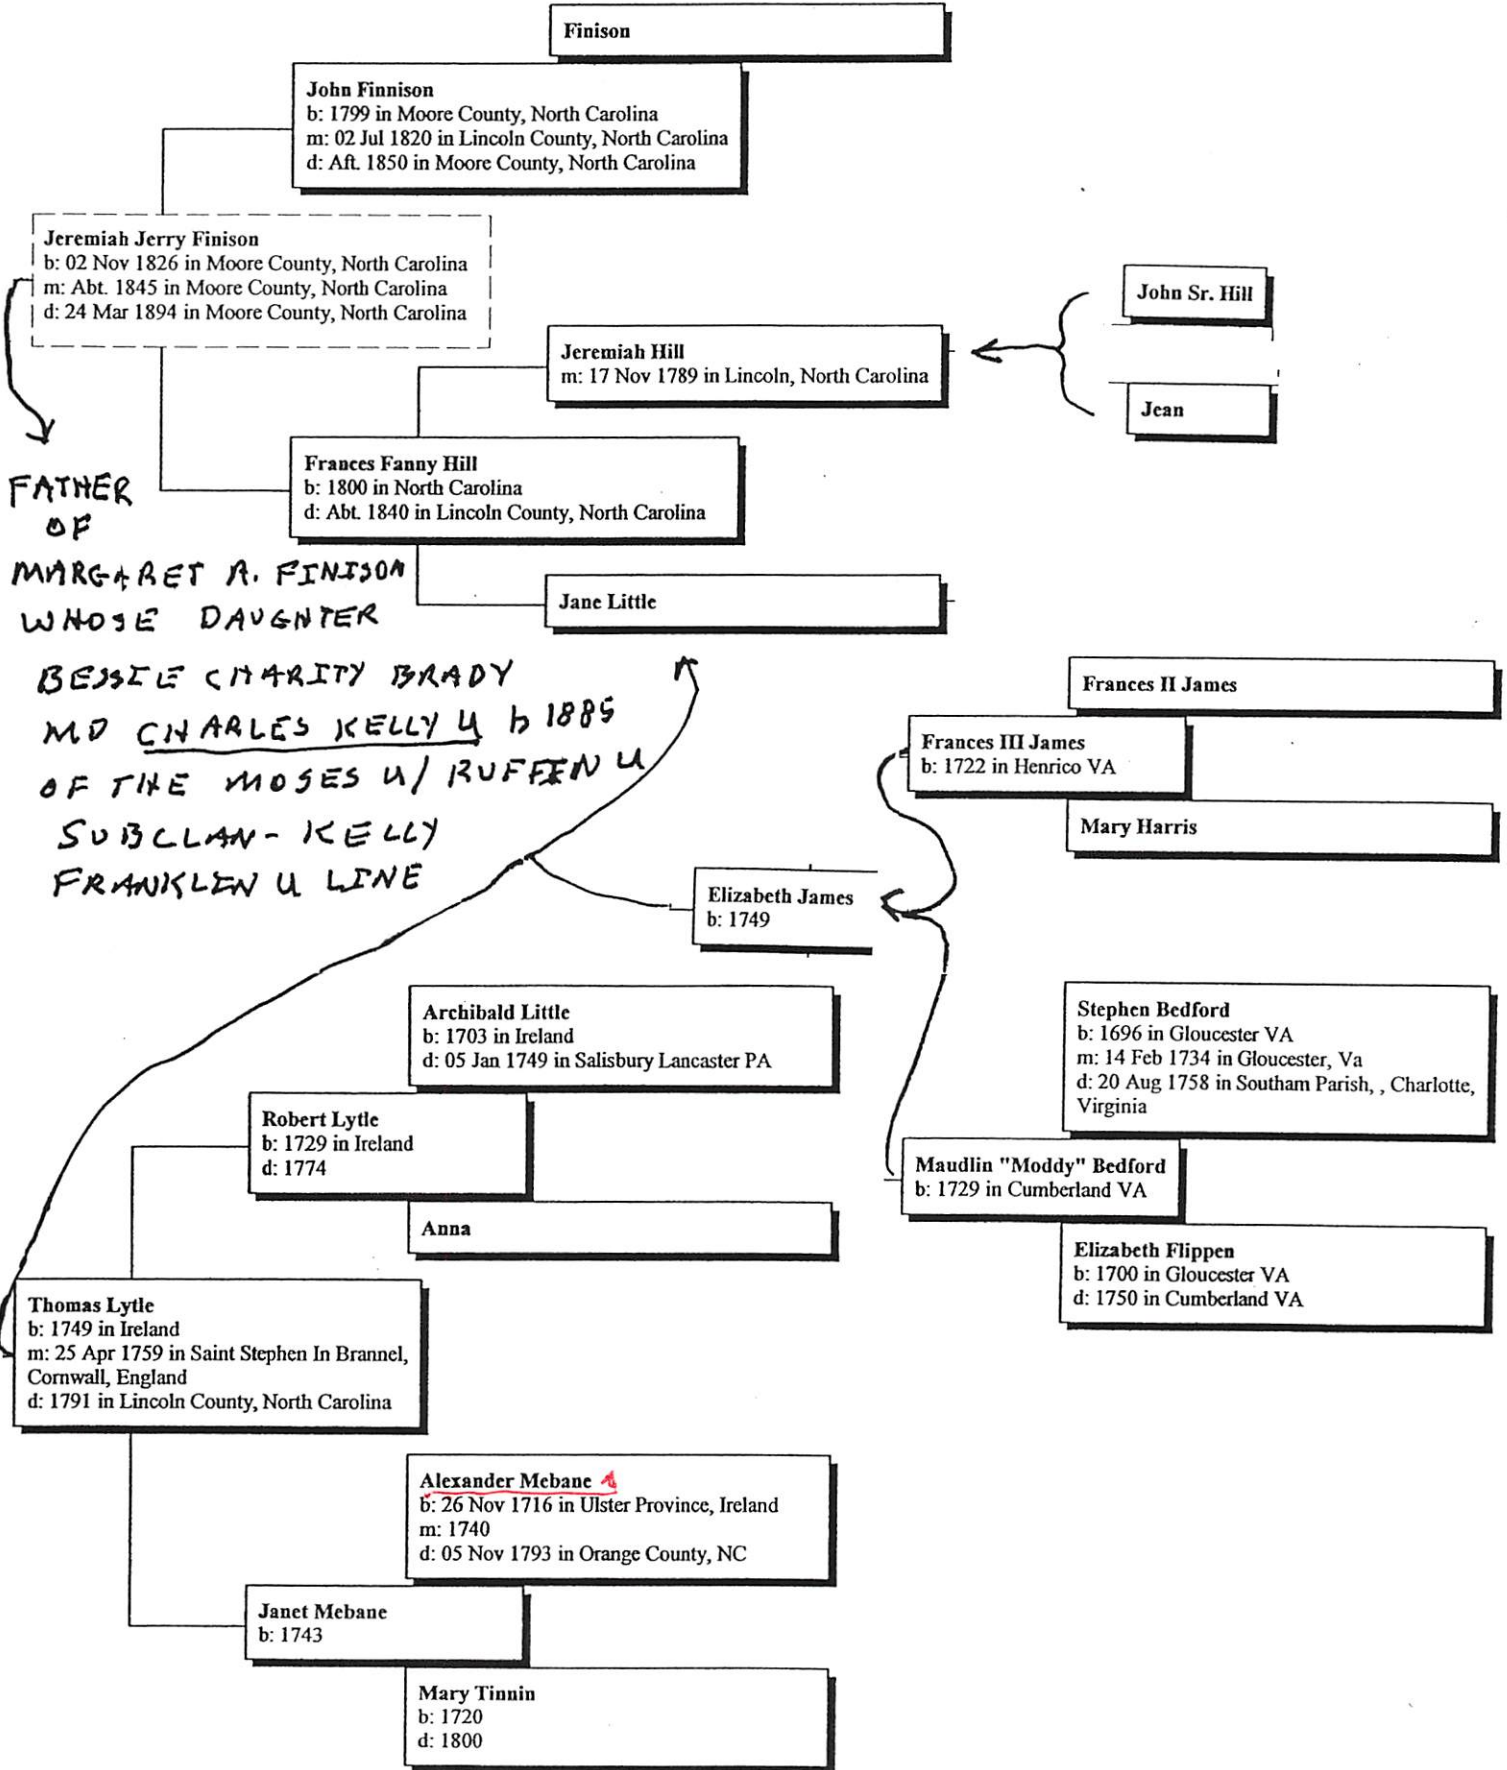 Finison
John Finnison
b: 1799 in Moore County, North Carolina
m: 02 Jul 1820 in Lincoln County, North Carolina
d: Aft. 1850 in Moore County, North Carolina
Jeremiah Jerry Finison
b: 02 Nov 1826 in Moore County, North Carolina
m: Abt. 1845 in Moore County, North Carolina
d: 24 Mar 1894 in Moore County, North Carolina
John Sr. Hill
Jeremiah Hill
m: 17 Nov 1789 in Lincoln, North Carolina
Jean
Frances Fanny Hill
b: 1800 in North Carolina
d: Abt. 1840 in Lincoln County, North Carolina
Jane Little
FATHER
OF
MARGARET A. FINISON
WHOSE DAUGHTER
BESSIE CHARITY BRADY
MD CHARLES KELLY U b 1885
OF THE MOSES U/ RUFFIN U
SUBCLAN- KELLY
FRANKLIN U LINE
Frances II James
Frances III James
b: 1722 in Henrico VA
Mary Harris
Elizabeth James
b: 1749
Archibald Little
b: 1703 in Ireland
d: 05 Jan 1749 in Salisbury Lancaster PA
Robert Lytle
b: 1729 in Ireland
d: 1774
Anna
Stephen Bedford
b: 1696 in Gloucester VA
m: 14 Feb 1734 in Gloucester, Va
d: 20 Aug 1758 in Southam Parish, , Charlotte,
Virginia
Maudlin "Moddy" Bedford
b: 1729 in Cumberland VA
Elizabeth Flippen
b: 1700 in Gloucester VA
d: 1750 in Cumberland VA
Thomas Lytle
b: 1749 in Ireland
m: 25 Apr 1759 in Saint Stephen In Brannel,
Cornwall, England
d: 1791 in Lincoln County, North Carolina
Alexander Mebane
b: 26 Nov 1716 in Ulster Province, Ireland
m: 1740
d: 05 Nov 1793 in Orange County, NC
Janet Mebane
b: 1743
Mary Tinnin
b: 1720
d: 1800